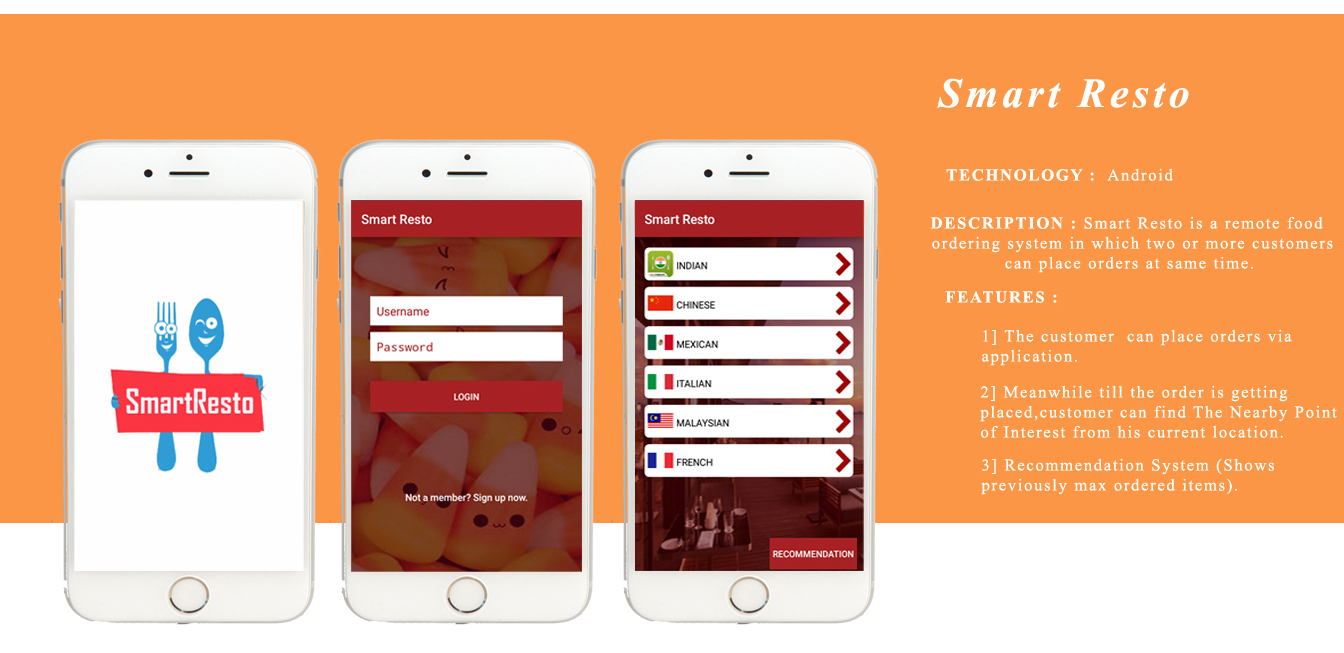 Smart Resto
TECHNOLOGY : Android
DESCRIPTION : Smart Resto is a remote food
ordering system in which two or more customers
can place orders at same time.
FEATURES :
1] The customer can place orders via
application.
2] Meanwhile till the order is getting
placed,customer can find The Nearby Point
of Interest from his current location.
3] Recommendation System (Shows
previously max ordered items).
SmartResto
Smart Resto
Username
Password
LOGIN
Not a member? Sign up now.
Smart Resto
INDIAN
CHINESE
MEXICAN
ITALIAN
MALAYSIAN
FRENCH
RECOMMENDATION